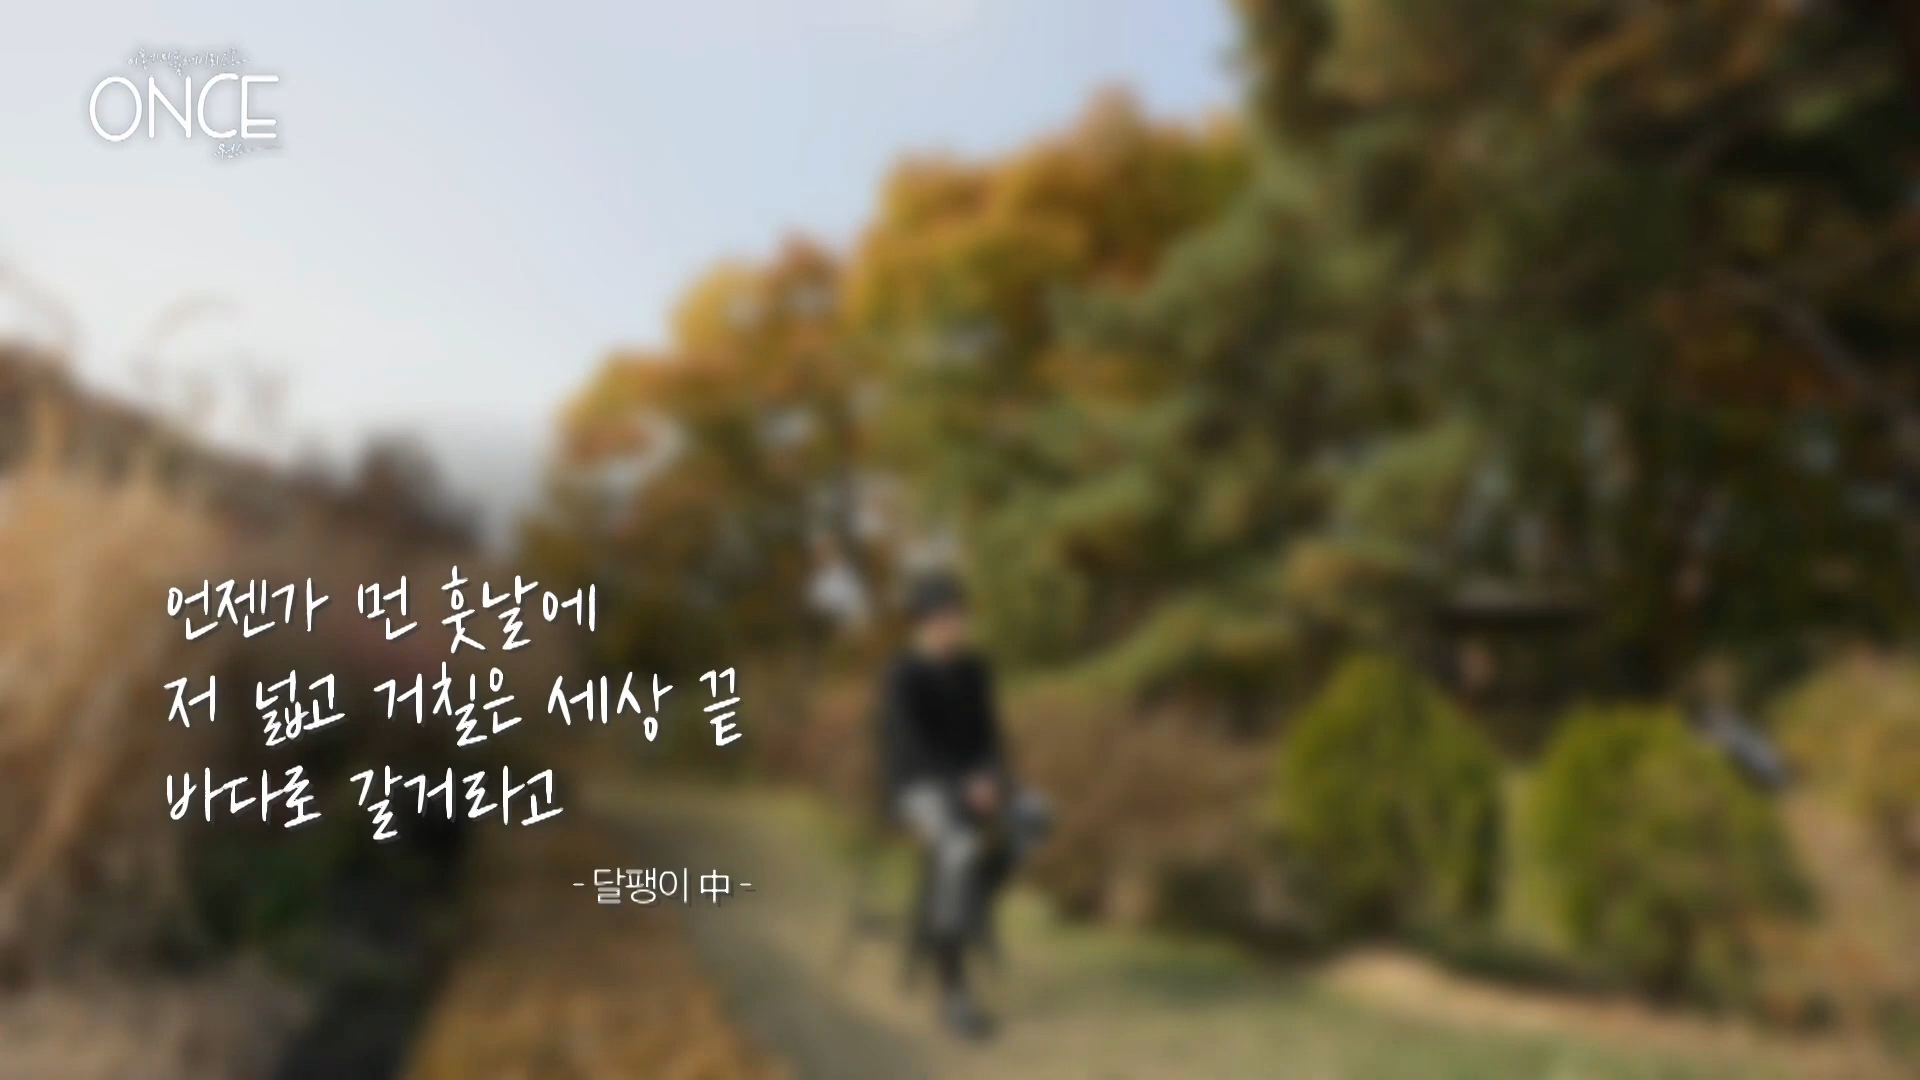 ONCE
언젠가 먼 훗날에
저 넓고 거칠은 세상 끝
바다로 갈거라고
- 달팽이 中 -